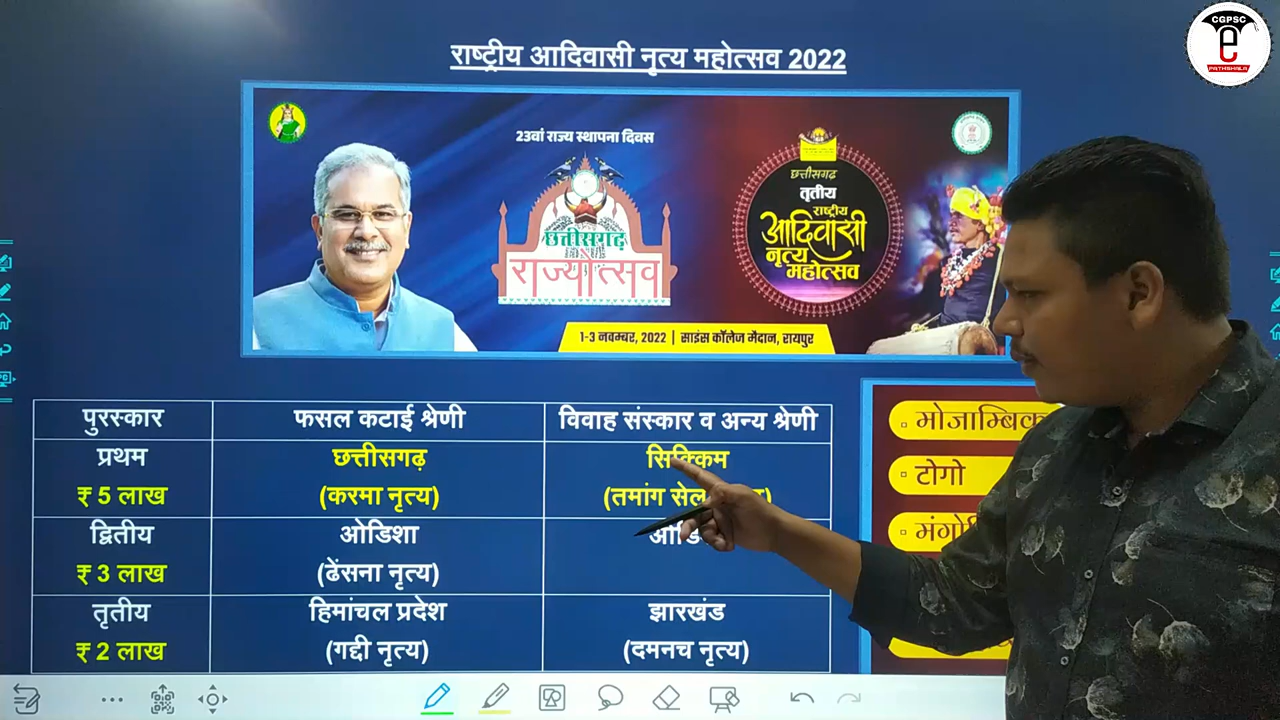 CGPSC
e
PATHSHALA
राष्ट्रीय आदिवासी नृत्य महोत्सव 2022
23वां राज्य स्थापना दिवस
छत्तीसगढ़
राज्योत्सव
छत्तीसगढ़
तृतीय
राष्ट्रीय
आदिवासी
नृत्य
महोत्सव
1-3 नवम्बर, 2022 | साइंस कॉलेज मैदान, रायपुर
पुरस्कार फसल कटाई श्रेणी विवाह संस्कार व अन्य श्रेणी
प्रथम छत्तीसगढ़ सिक्किम
₹ 5 लाख (करमा नृत्य) (तमांग
द्वितीय ओडिशा
₹ 3 लाख (ढेंसना नृत्य)
तृतीय हिमांचल प्रदेश झारखंड
₹ 2 लाख (गद्दी नृत्य) (दमनच नृत्य)
मोजाम्बिक
टोगो